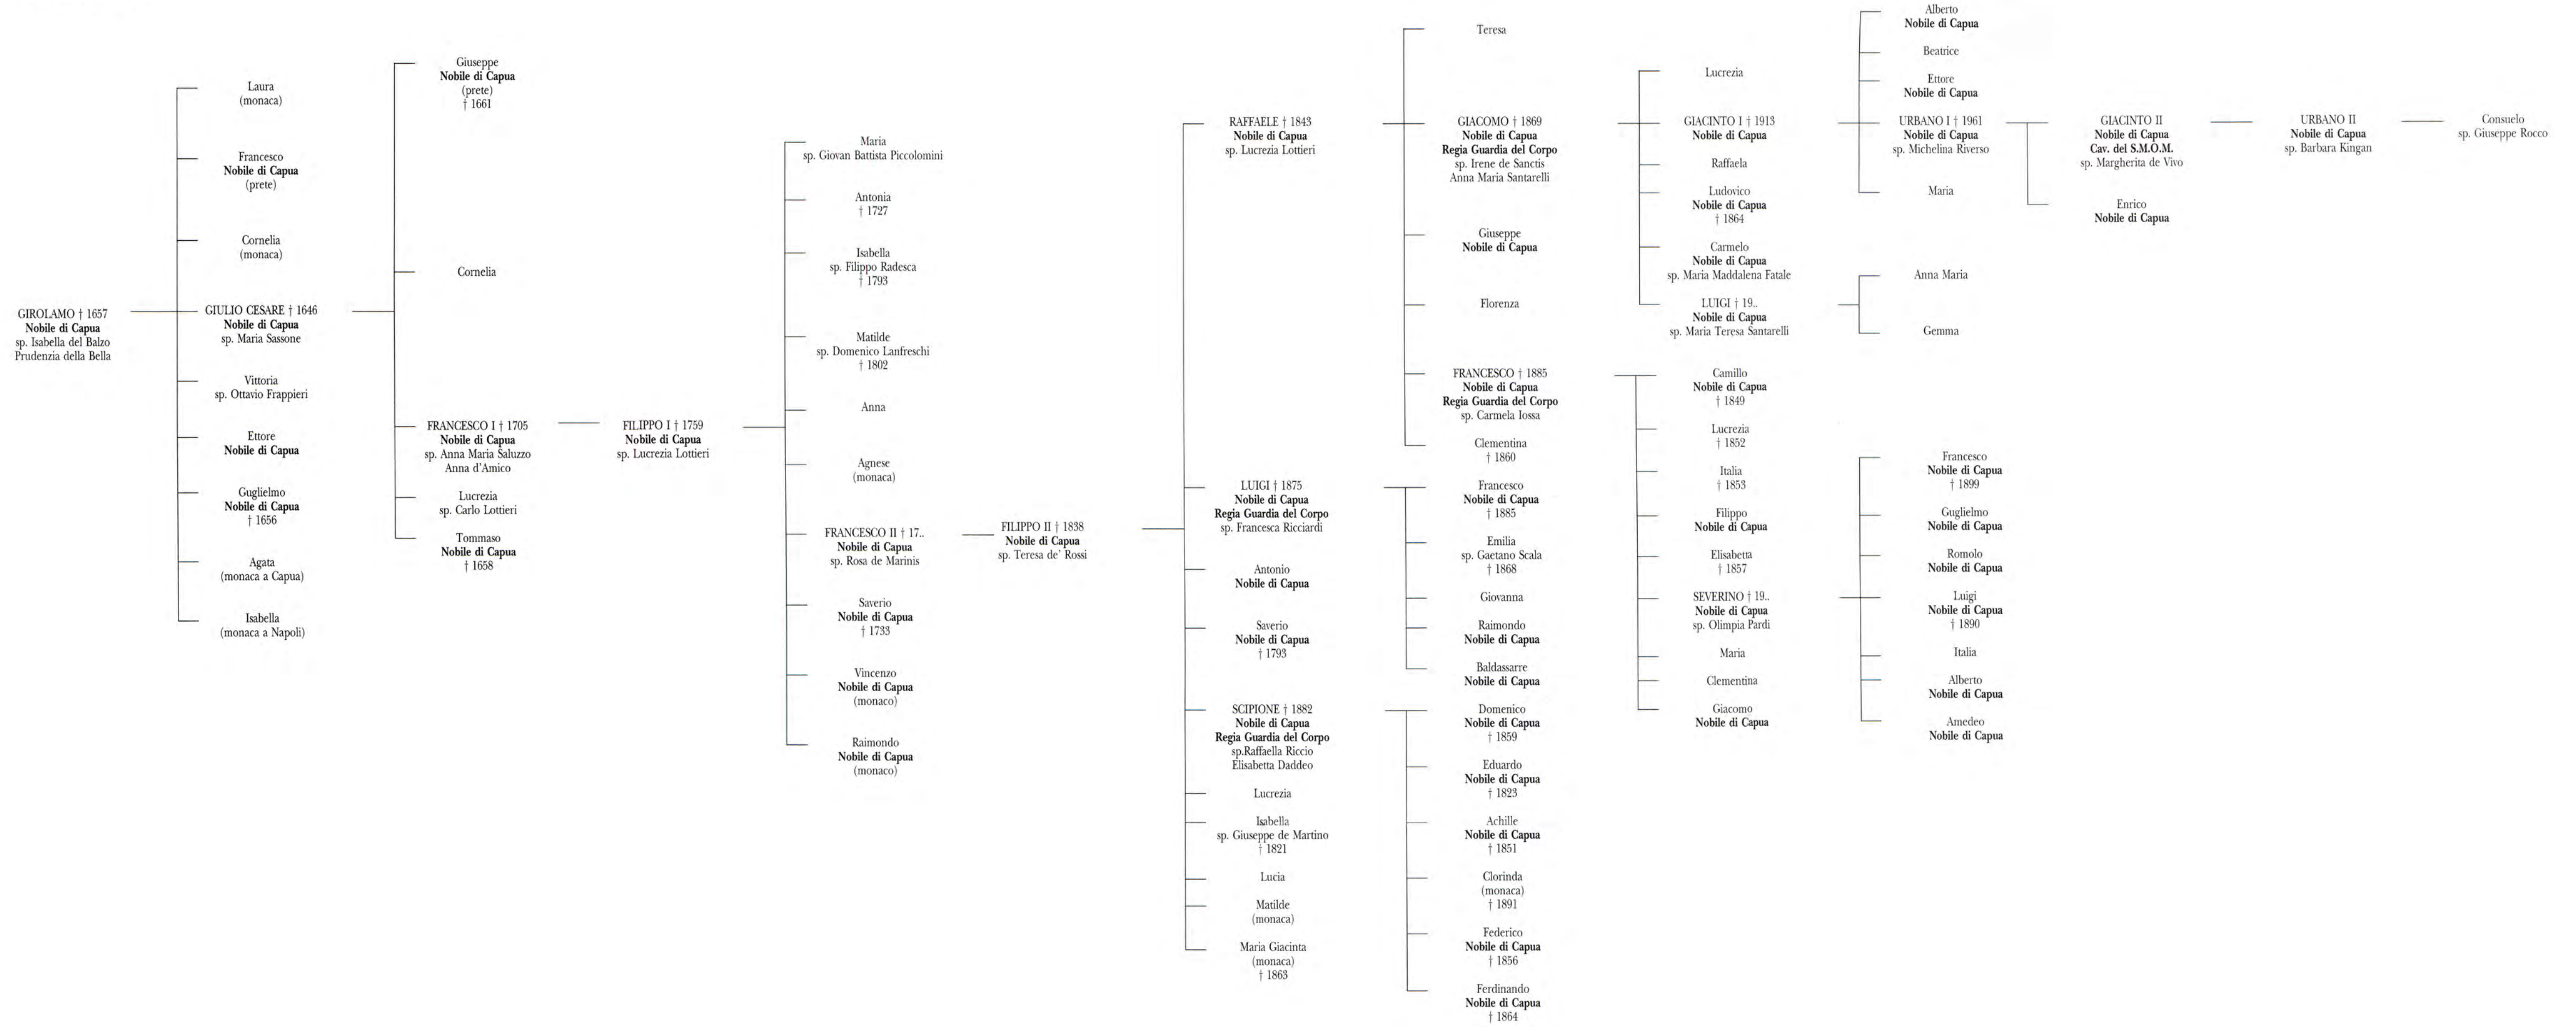 GIROLAMO † 1657
Nobile di Capua
sp. Isabella del Balzo
Prudenzia della Bella
Laura
(monaca)
Francesco
Nobile di Capua
(prete)
Cornelia
(monaca)
GIULIO CESARE † 1646
Nobile di Capua
sp. Maria Sassone
Vittoria
sp. Ottavio Frappieri
Ettore
Nobile di Capua
Guglielmo
Nobile di Capua
† 1656
Agata
(monaca a Capua)
Isabella
(monaca a Napoli)
Giuseppe
Nobile di Capua
(prete)
† 1661
Cornelia
FRANCESCO I † 1705
Nobile di Capua
sp. Anna Maria Saluzzo
Anna d'Amico
Lucrezia
sp. Carlo Lottieri
Tommaso
Nobile di Capua
† 1658
FILIPPO I † 1759
Nobile di Capua
sp. Lucrezia Lottieri
Maria
sp. Giovan Battista Piccolomini
Antonia
† 1727
Isabella
sp. Filippo Radesca
† 1793
Matilde
sp. Domenico Lanfreschi
† 1802
Anna
Agnese
(monaca)
FRANCESCO II † 17..
Nobile di Capua
sp. Rosa de Marinis
Saverio
Nobile di Capua
† 1733
Vincenzo
Nobile di Capua
(monaco)
Raimondo
Nobile di Capua
(monaco)
FILIPPO II † 1838
Nobile di Capua
sp. Teresa de' Rossi
RAFFAELE † 1843
Nobile di Capua
sp. Lucrezia Lottieri
LUIGI † 1875
Nobile di Capua
Regia Guardia del Corpo
sp. Francesca Ricciardi
Antonio
Nobile di Capua
Saverio
Nobile di Capua
† 1793
SCIPIONE † 1882
Nobile di Capua
Regia Guardia del Corpo
sp.Raffaella Riccio
Elisabetta Daddeo
Lucrezia
Isabella
sp. Giuseppe de Martino
† 1821
Lucia
Matilde
(monaca)
Maria Giacinta
(monaca)
† 1863
Teresa
GIACOMO † 1869
Nobile di Capua
Regia Guardia del Corpo
sp. Irene de Sanctis
Anna Maria Santarelli
Giuseppe
Nobile di Capua
Florenza
FRANCESCO † 1885
Nobile di Capua
Regia Guardia del Corpo
sp. Carmela Iossa
Clementina
† 1860
Francesco
Nobile di Capua
† 1885
Emilia
sp. Gaetano Scala
† 1868
Giovanna
Raimondo
Nobile di Capua
Baldassarre
Nobile di Capua
Domenico
Nobile di Capua
† 1859
Eduardo
Nobile di Capua
† 1823
Achille
Nobile di Capua
† 1851
Clorinda
(monaca)
† 1891
Federico
Nobile di Capua
† 1856
Ferdinando
Nobile di Capua
† 1864
Lucrezia
GIACINTO I † 1913
Nobile di Capua
Raffaela
Ludovico
Nobile di Capua
† 1864
Carmelo
Nobile di Capua
sp. Maria Maddalena Fatale
LUIGI † 19..
Nobile di Capua
sp. Maria Teresa Santarelli
Camillo
Nobile di Capua
† 1849
Lucrezia
† 1852
Italia
† 1853
Filippo
Nobile di Capua
Elisabetta
† 1857
SEVERINO † 19..
Nobile di Capua
sp. Olimpia Pardi
Maria
Clementina
Giacomo
Nobile di Capua
Alberto
Nobile di Capua
Beatrice
Ettore
Nobile di Capua
URBANO I † 1961
Nobile di Capua
sp. Michelina Riverso
Maria
Anna Maria
Gemma
Francesco
Nobile di Capua
† 1899
Guglielmo
Nobile di Capua
Romolo
Nobile di Capua
Luigi
Nobile di Capua
† 1890
Italia
Alberto
Nobile di Capua
Amedeo
Nobile di Capua
GIACINTO II
Nobile di Capua
Cav. del S.M.O.M.
sp. Margherita de Vivo
Enrico
Nobile di Capua
URBANO II
Nobile di Capua
sp. Barbara Kingan
Consuelo
sp. Giuseppe Rocco